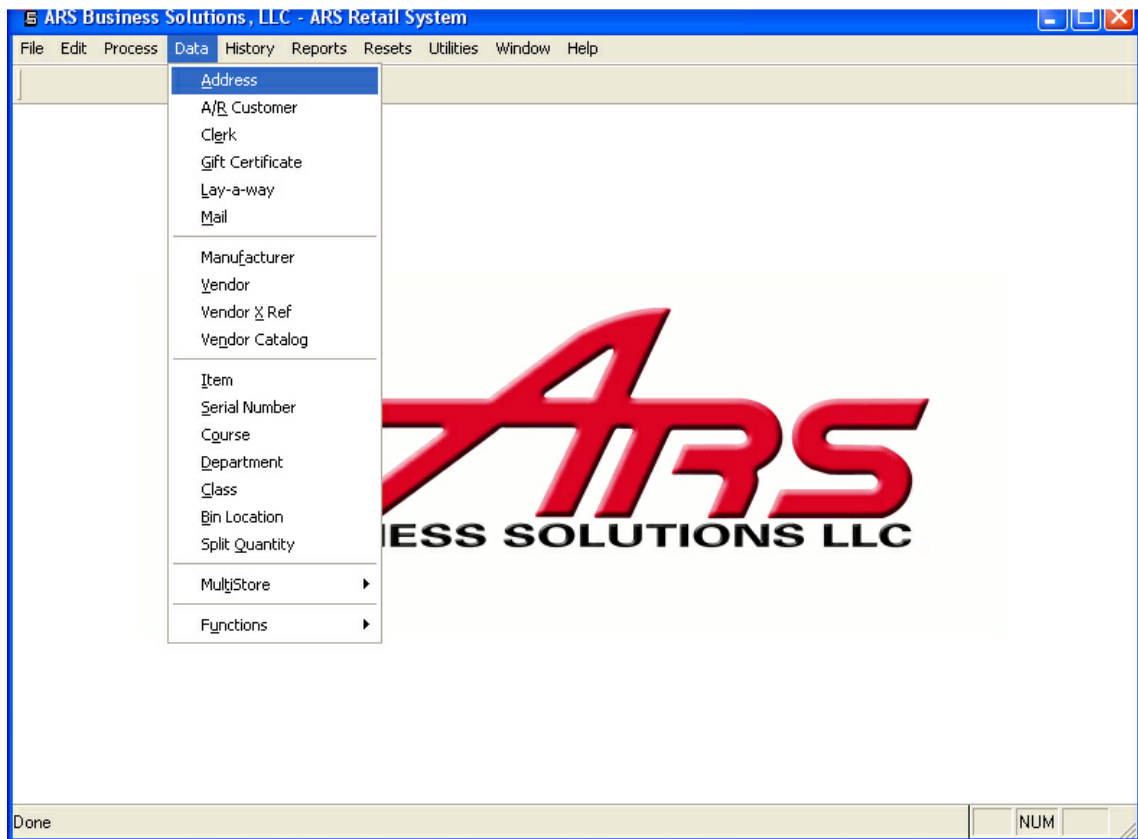 ARS Business Solutions, LLC - ARS Retail System
File Edit Process Data History Reports Resets Utilities Window Help
Address
A/R Customer
Clerk
Gift Certificate
Lay-a-way
Mail
Manufacturer
Vendor
Vendor X Ref
Vendor Catalog
Item
Serial Number
Course
Department
Class
Bin Location
Split Quantity
MultiStore
Functions
ARS
IESS SOLUTIONS LLC
Done NUM